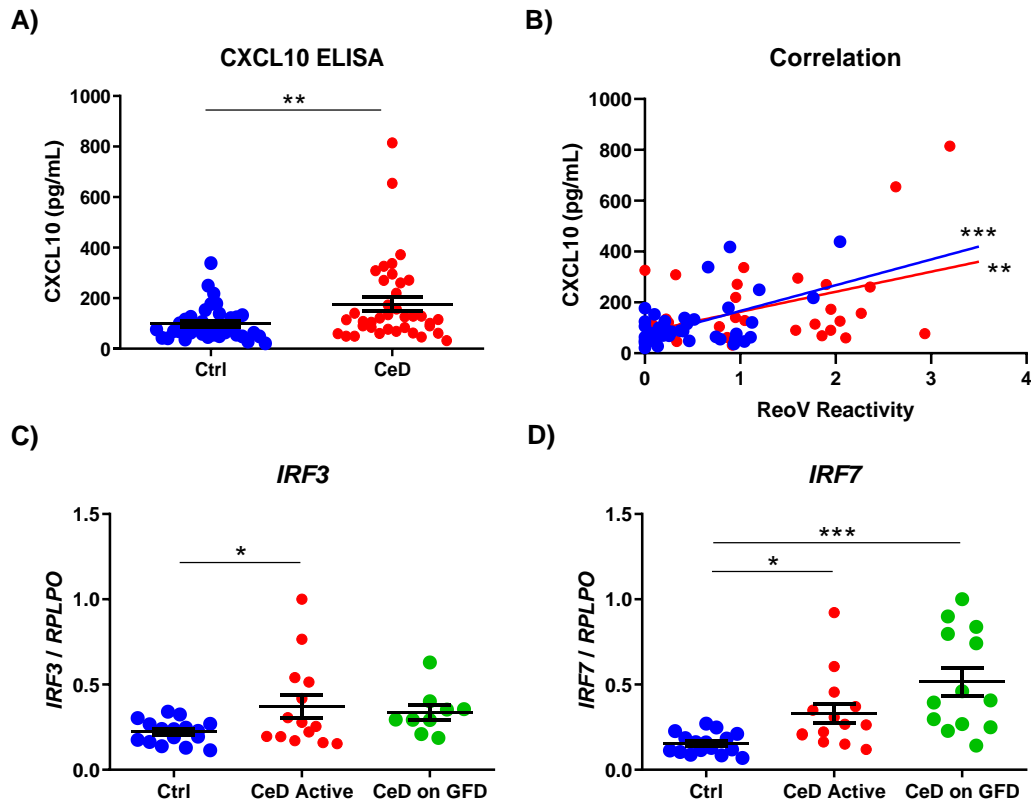 A)
CXCL10 ELISA
**
CXCL10 (pg/mL)
1000
800
600
400
200
0
Ctrl
CeD
B)
Correlation
CXCL10 (pg/mL)
1000
800
600
400
200
0
***
**
0
1
2
3
4
ReoV Reactivity
C)
IRF3
IRF3 / RPLPO
1.5
1.0
0.5
0.0
*
Ctrl
CeD Active
CeD on GFD
D)
IRF7
IRF7 / RPLPO
1.5
1.0
0.5
0.0
***
*
Ctrl
CeD Active
CeD on GFD